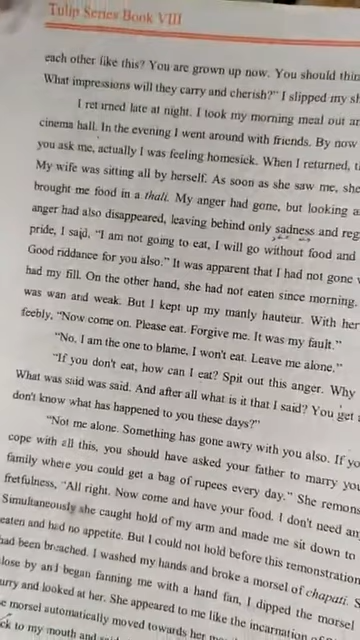 Tulip Series Book VIII
each other like this? You are grown up now. You should thin
What impressions will they carry and cherish?" I slipped my sh
I ret irned late at night. I took my morning meal out an
cinema hall. In the evening I went around with friends. By now
you ask me, actually I was feeling homesick. When I returned, t
My wife was sitting all by herself. As soon as she saw me, she
brought me food in a thali. My anger had gone, but looking a
anger had also disappeared, leaving behind only sadness and reg
pride, I said, "I am not going to eat, I will go without food and
Good riddance for you also." It was apparent that I had not gone
had my fill. On the other hand, she had not eaten since morning.
was wan and weak. But I kept up my manly hauteur. With her
feebly, "Now come on. Please eat. Forgive me. It was my fault."
"No, I am the one to blame, I won't eat. Leave me alone."
"If you don't eat, how can I eat? Spit out this anger. Why
What was said was said. And after all what is it that I said? You get
don't know what has happened to you these days?"
"Not me alone. Something has gone awry with you also. If yo
cope with all this, you should have asked your father to marry you
family where you could get a bag of rupees every day." She remons
fretfulness, "All right. Now come and have your food. I don't need an
Simultaneously she caught hold of my arm and made me sit down to
eaten and had no appetite. But I could not hold before this remonstration
had been breached. I washed my hands and broke a morsel of chapati. S
lose by and began fanning me with a hand fan, I dipped the morsel
urry and looked at her. She appeared to me like the incarnation of
e morsel automatically moved towards her
ck to my mouth and